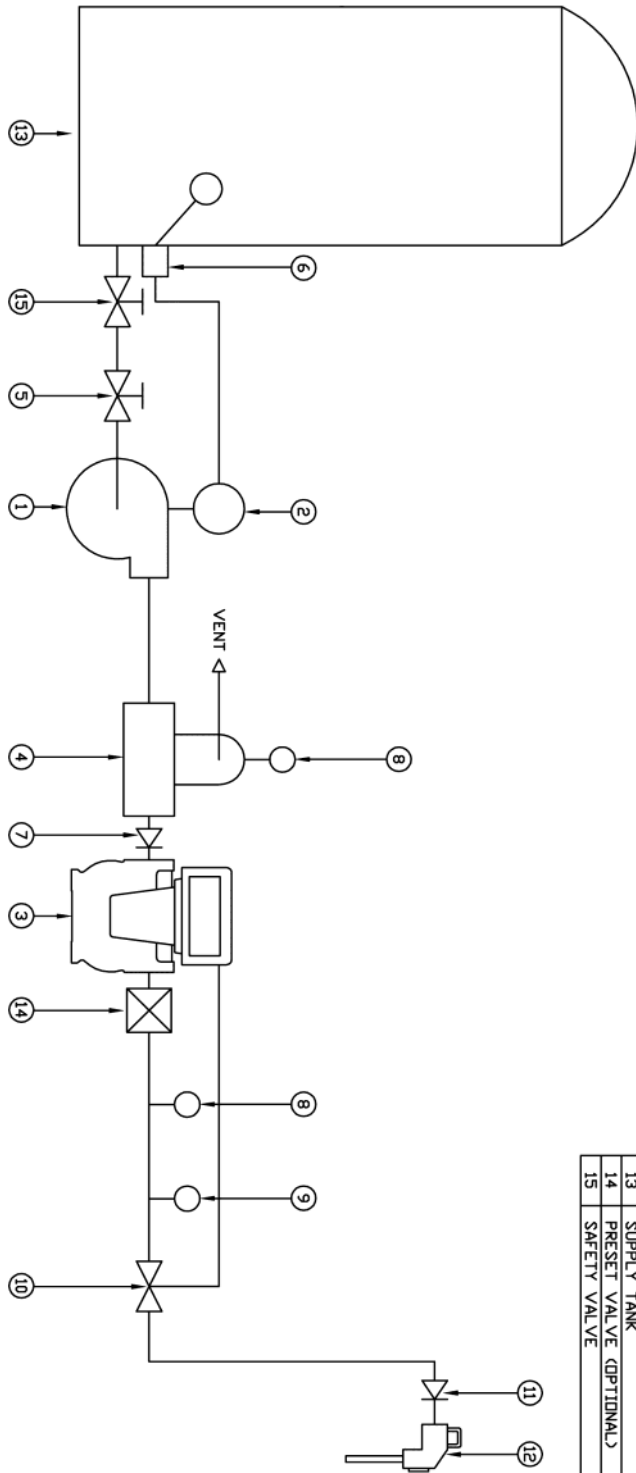 13 SUPPLY TANK
14 PRESET VALVE (OPTIONAL)
15 SAFETY VALVE
11 12
8
6 2 8 9
VENT
13 15 5 1 4 7 3 14 10